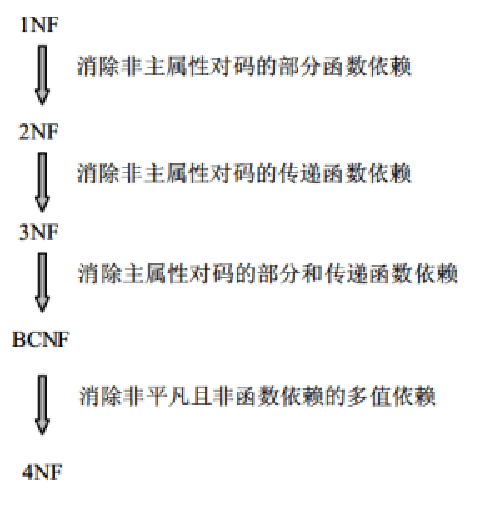 1NF
消除非主属性对码的部分函数依赖
2NF
消除非主属性对码的传递函数依赖
3NF
消除主属性对码的部分和传递函数依赖
BCNF
消除非平凡且非函数依赖的多值依赖
4NF